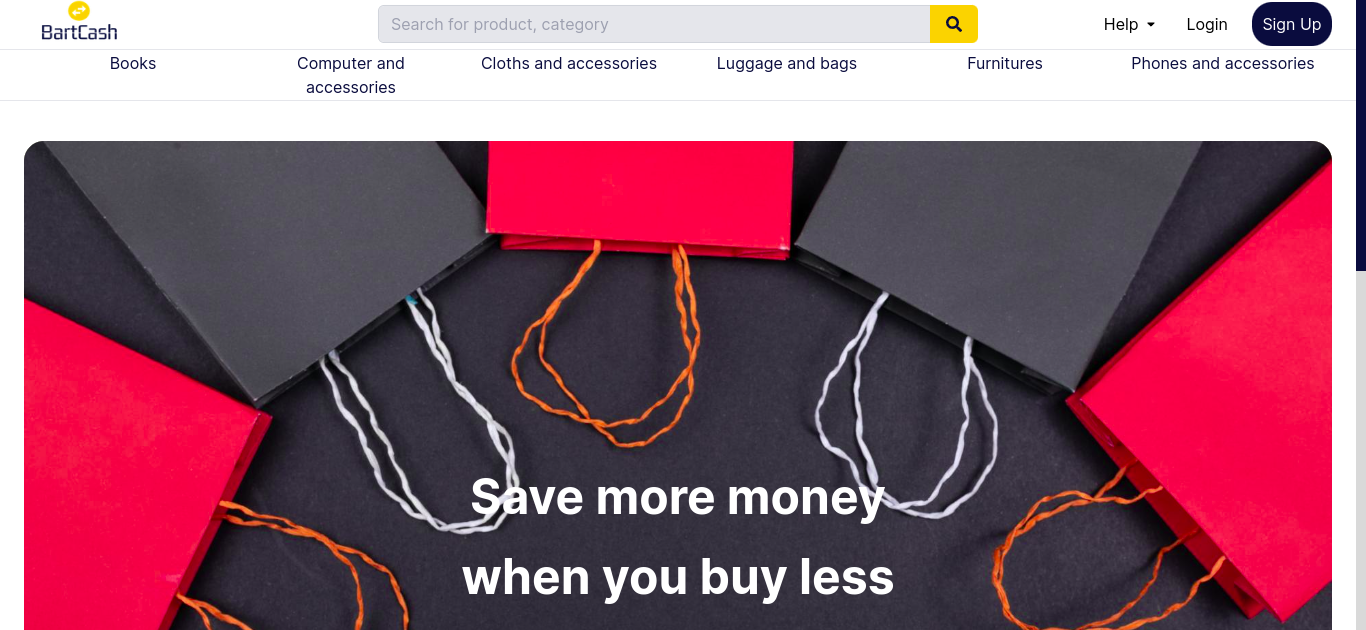 BartCash
Search for product, category
Help
Login
Sign Up
Books
Computer and
accessories
Cloths and accessories
Luggage and bags
Furnitures
Phones and accessories
Save more money
when you buy less